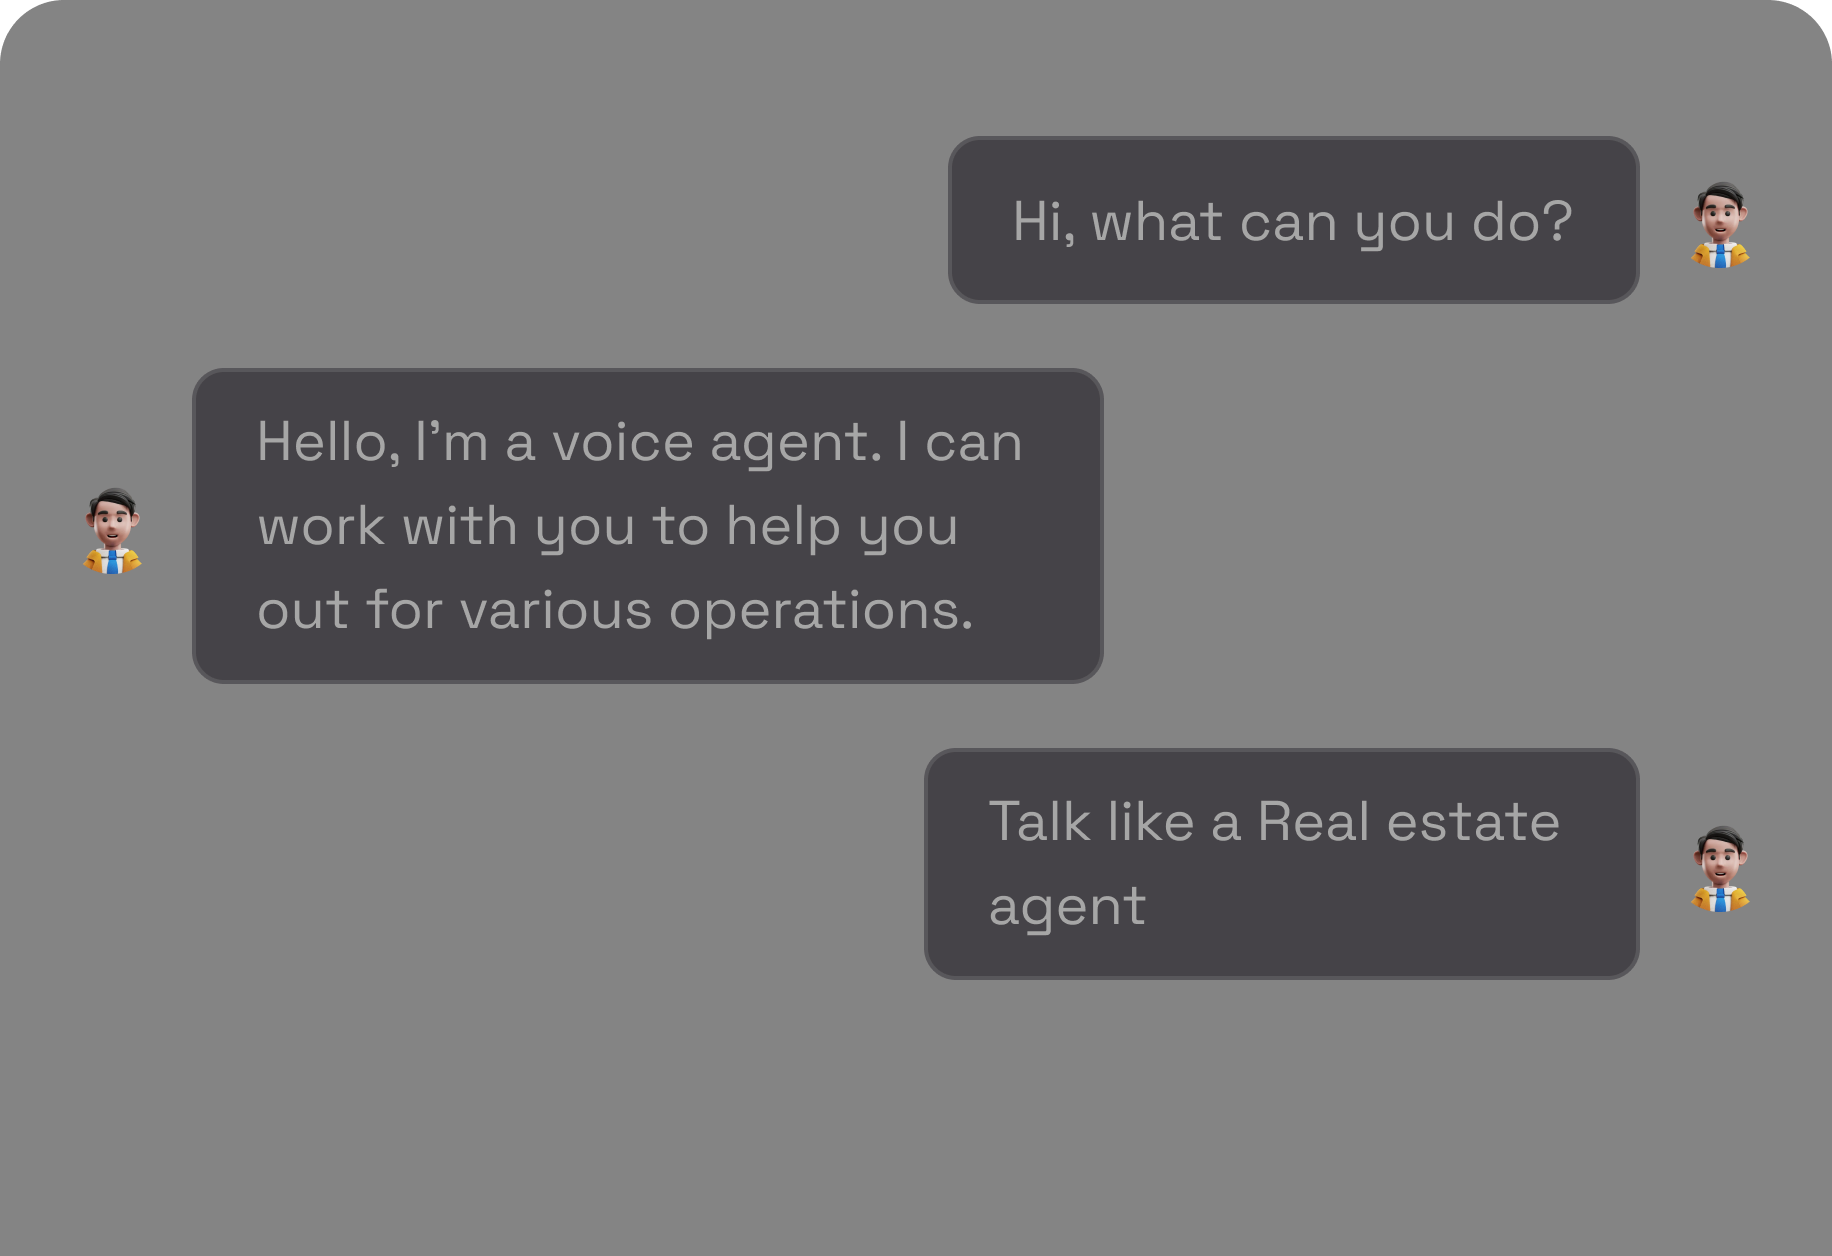 Hi, what can you do?
Hello, I’m a voice agent. I can
work with you to help you
out for various operations.
Talk like a Real estate
agent